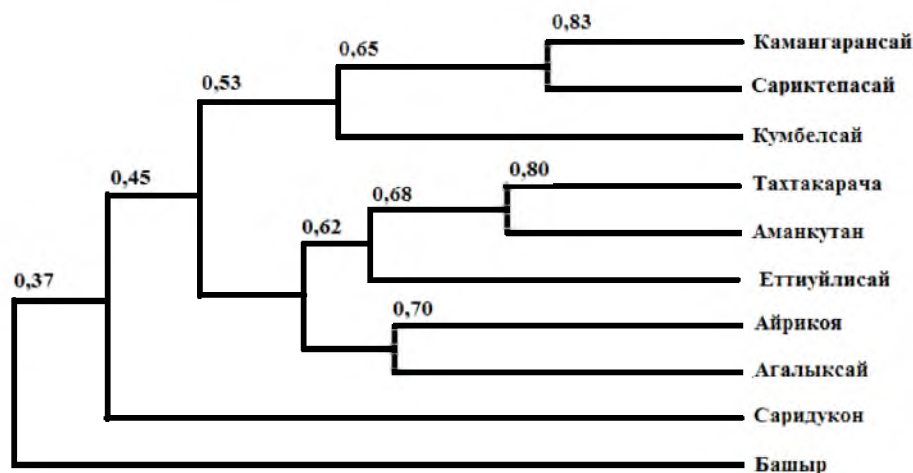 0,83
Камангарансай
0,65
Сариктепасай
0,53
Кумбелсай
0,45
0,80
Тахтакарача
0,68
Аманкутан
0,62
0,37
Еттиуйлисай
0,70
Айрикоя
Агалыксай
Саридукон
Башыр